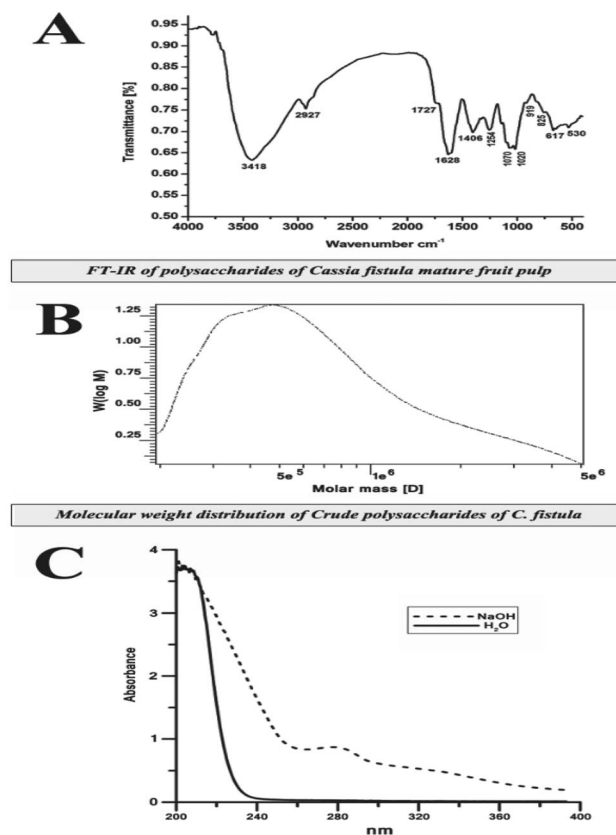 A
0.95
0.90
0.85
0.80
0.75
0.70
0.65
0.60
0.55
0.50
Transmittance [%]
3418
2927
1727
1628
1406
1254
1070
1020
919
825
617
530
4000 3500 3000 2500 2000 1500 1000 500
Wavenumber cm⁻¹
FT-IR of polysaccharides of Cassia fistula mature fruit pulp
B
1.25
1.00
0.75
0.50
0.25
W(log M)
5e⁵ 1e⁶ 5e⁶
Molar mass [D]
Molecular weight distribution of Crude polysaccharides of C. fistula
C
4
3
2
1
0
Absorbance
NaOH
H₂O
200 240 280 320 360 400
nm